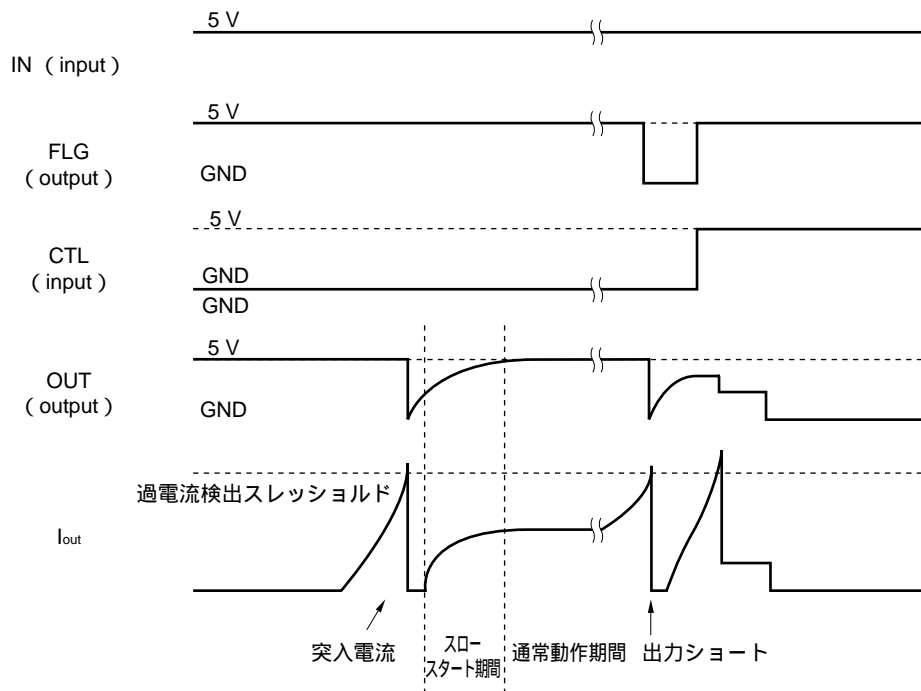 5 V
IN （input）
5 V
FLG
（output）
GND
5 V
CTL
（input）
GND
GND
5 V
OUT
（output）
GND
過電流検出スレッショルド
Iout
突入電流
スロー
スタート期間
通常動作期間
出力ショート